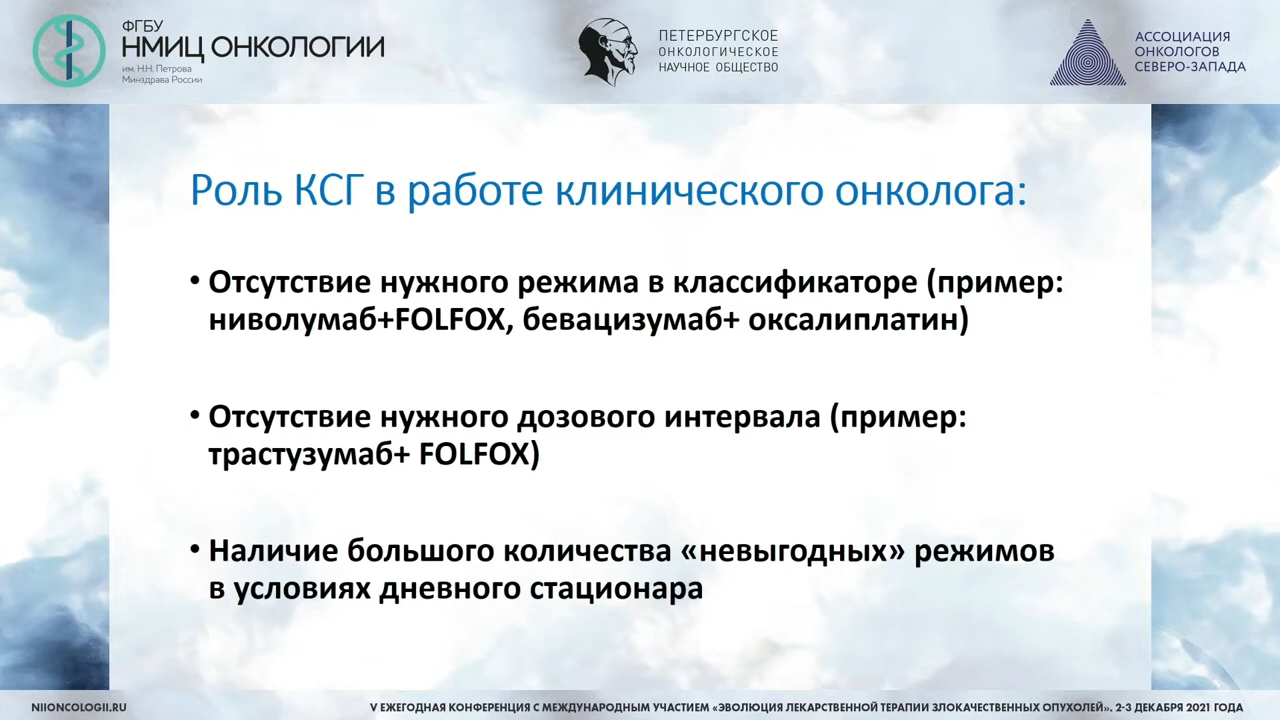 ФГБУ
НМИЦ ОНКОЛОГИИ
им. Н.Н. Петрова
Минздрава России
ПЕТЕРБУРГСКОЕ
ОНКОЛОГИЧЕСКОЕ
НАУЧНОЕ ОБЩЕСТВО
АССОЦИАЦИЯ
ОНКОЛОГОВ
СЕВЕРО-ЗАПАДА
Роль КСГ в работе клинического онколога:
• Отсутствие нужного режима в классификаторе (пример:
ниволумаб+FOLFOX, бевацизумаб+ оксалиплатин)
• Отсутствие нужного дозового интервала (пример:
трастузумаб+ FOLFOX)
• Наличие большого количества «невыгодных» режимов
в условиях дневного стационара
NIIONCOLOGII.RU
V ЕЖЕГОДНАЯ КОНФЕРЕНЦИЯ С МЕЖДУНАРОДНЫМ УЧАСТИЕМ «ЭВОЛЮЦИЯ ЛЕКАРСТВЕННОЙ ТЕРАПИИ ЗЛОКАЧЕСТВЕННЫХ ОПУХОЛЕЙ». 2-3 ДЕКАБРЯ 2021 ГОДА